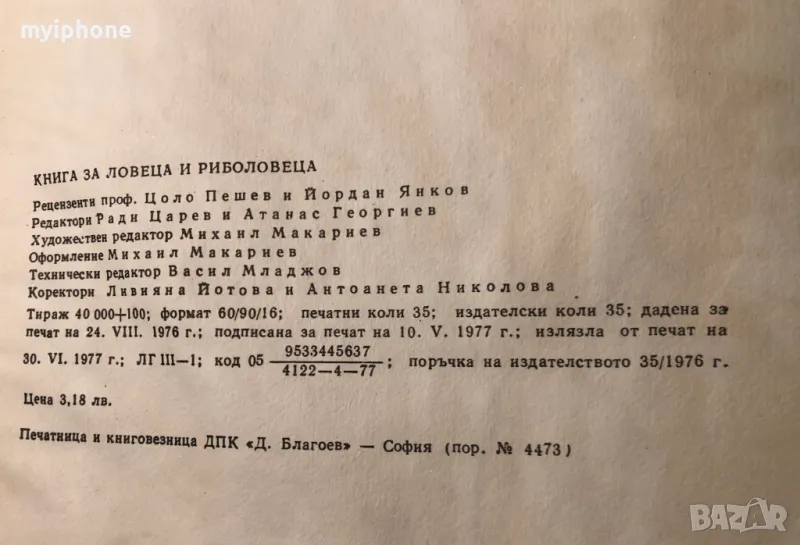 myiphone
КНИГА ЗА ЛОВЕЦА И РИБОЛОВЕЦА
Рецензенти проф. Цоло Пешев и Йордан Янков
Редактори Ради Царев и Атанас Георгиев
Художествен редактор Михаил Макариев
Оформление Михаил Макариев
Технически редактор Васил Младжов
Коректори Ливияна Йотова и Антоанета Николова
Тираж 40 000+100; формат 60/90/16; печатни коли 35; издателски коли 35; дадена за
печат на 24. VIII. 1976 г.; подписана за печат на 10. V. 1977 г.; излязла от печат на
30. VI. 1977 г.; ЛГ III—1; код 05 9533445637/4122—4—77; поръчка на издателството 35/1976 г.
Цена 3,18 лв.
Печатница и книговезница ДПК «Д. Благоев» — София (пор. № 4473)
BAZAR